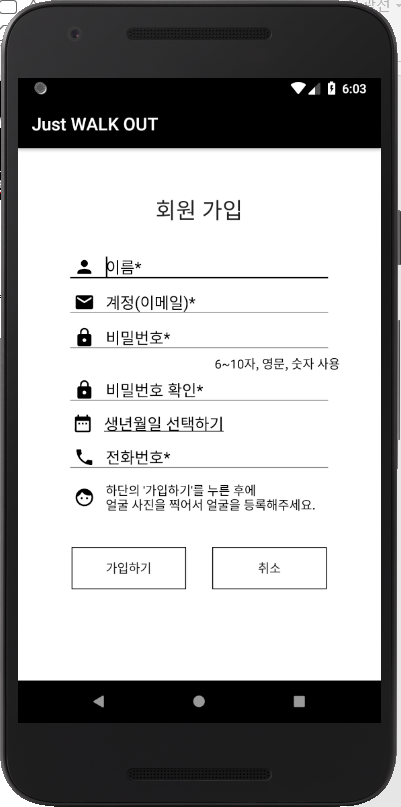 6:03
Just WALK OUT
회원 가입
이름*
계정(이메일)*
비밀번호*
6~10자, 영문, 숫자 사용
비밀번호 확인*
생년월일 선택하기
전화번호*
하단의 '가입하기'를 누른 후에
얼굴 사진을 찍어서 얼굴을 등록해주세요.
가입하기
취소